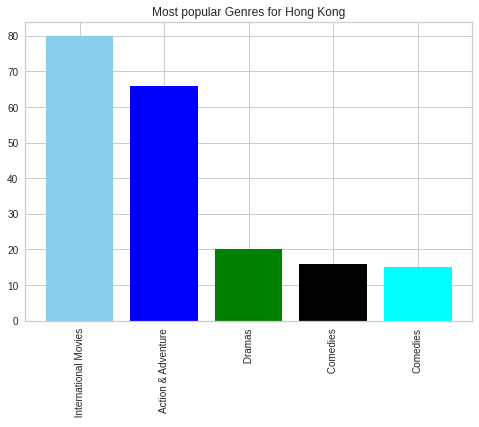 Most popular Genres for Hong Kong
80
70
60
50
40
30
20
10
0
International Movies
Action & Adventure
Dramas
Comedies
Comedies